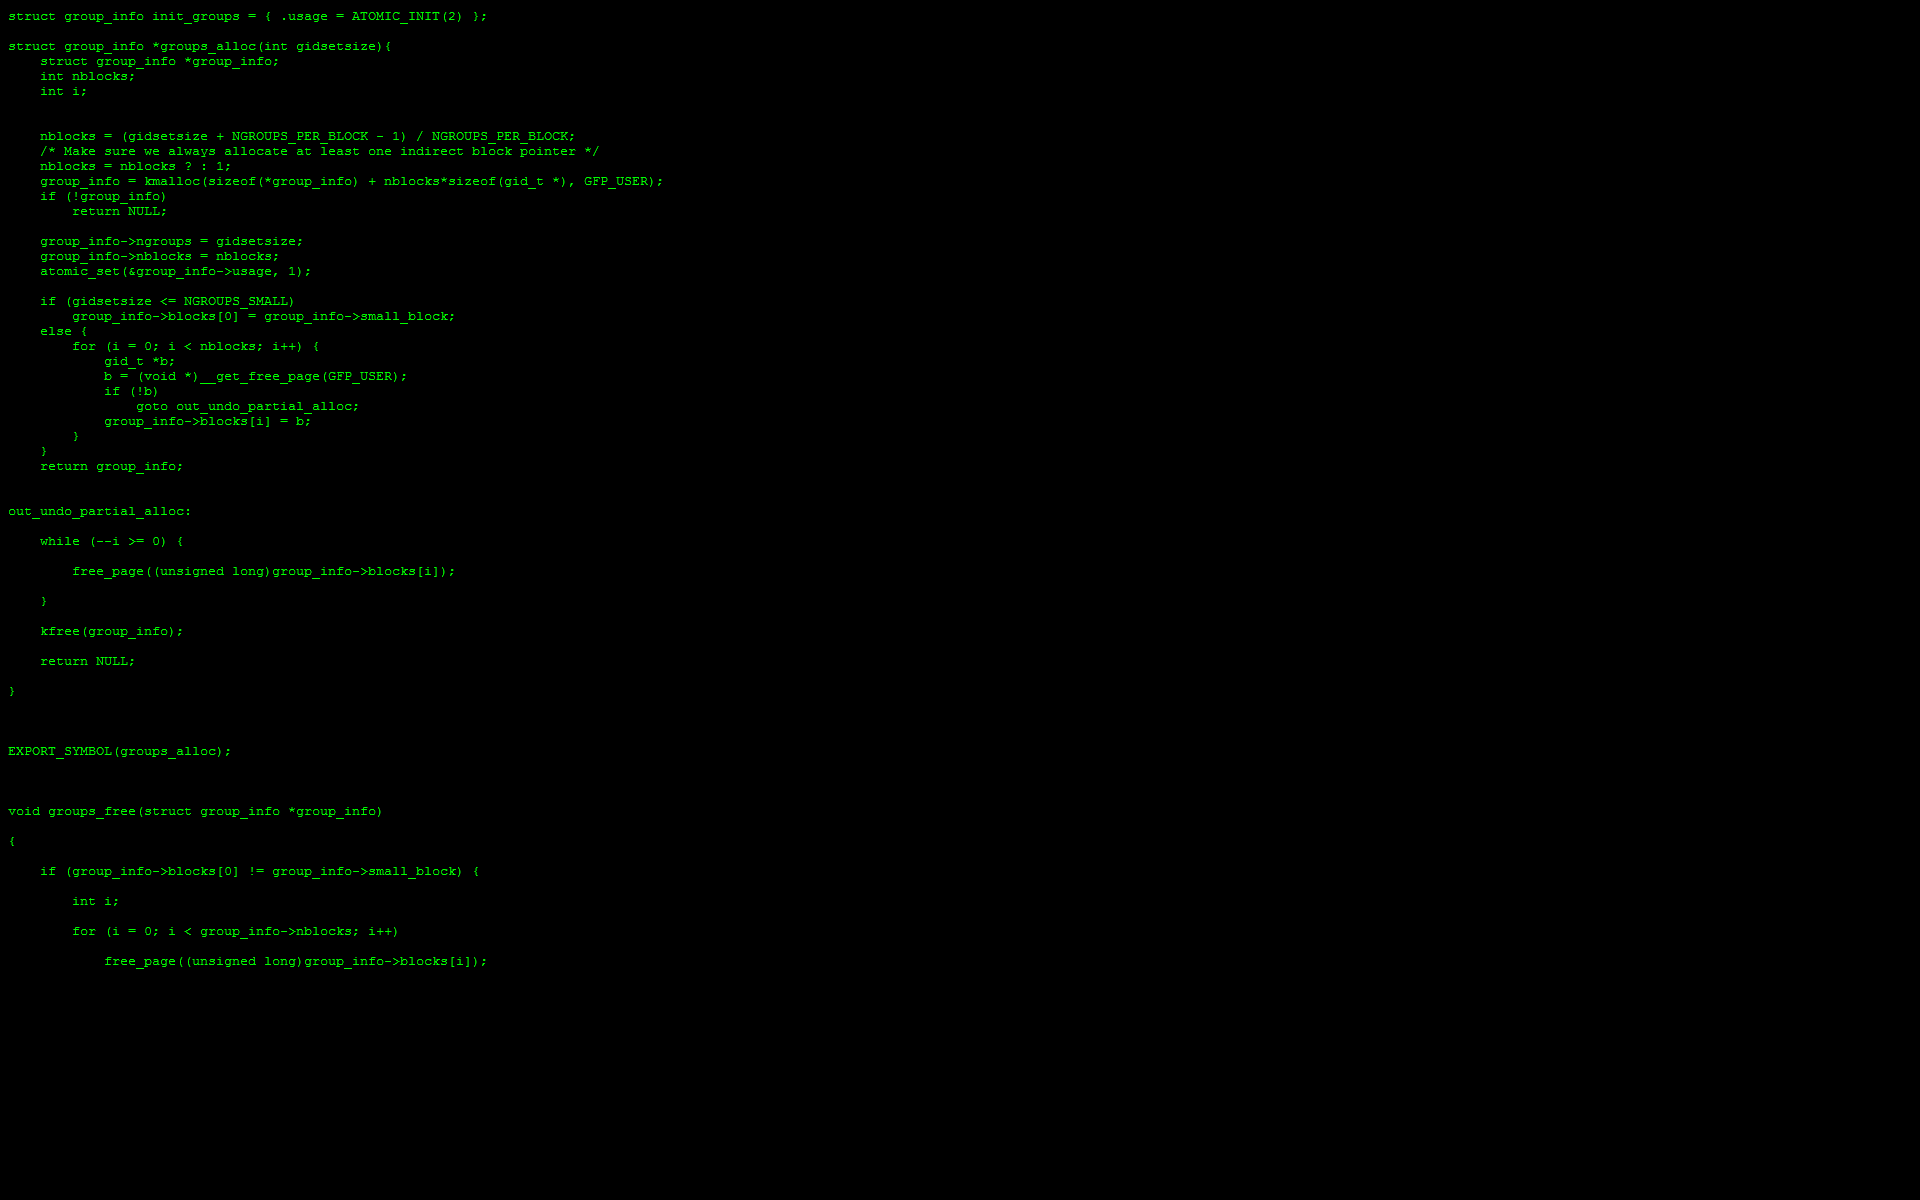 struct group_info init_groups = { .usage = ATOMIC_INIT(2) };
struct group_info *groups_alloc(int gidsetsize){
    struct group_info *group_info;
    int nblocks;
    int i;
    nblocks = (gidsetsize + NGROUPS_PER_BLOCK - 1) / NGROUPS_PER_BLOCK;
    /* Make sure we always allocate at least one indirect block pointer */
    nblocks = nblocks ? : 1;
    group_info = kmalloc(sizeof(*group_info) + nblocks*sizeof(gid_t *), GFP_USER);
    if (!group_info)
        return NULL;
    group_info->ngroups = gidsetsize;
    group_info->nblocks = nblocks;
    atomic_set(&group_info->usage, 1);
    if (gidsetsize <= NGROUPS_SMALL)
        group_info->blocks[0] = group_info->small_block;
    else {
        for (i = 0; i < nblocks; i++) {
            gid_t *b;
            b = (void *)__get_free_page(GFP_USER);
            if (!b)
                goto out_undo_partial_alloc;
            group_info->blocks[i] = b;
        }
    }
    return group_info;
out_undo_partial_alloc:
    while (--i >= 0) {
        free_page((unsigned long)group_info->blocks[i]);
    }
    kfree(group_info);
    return NULL;
}
EXPORT_SYMBOL(groups_alloc);
void groups_free(struct group_info *group_info)
{
    if (group_info->blocks[0] != group_info->small_block) {
        int i;
        for (i = 0; i < group_info->nblocks; i++)
            free_page((unsigned long)group_info->blocks[i]);